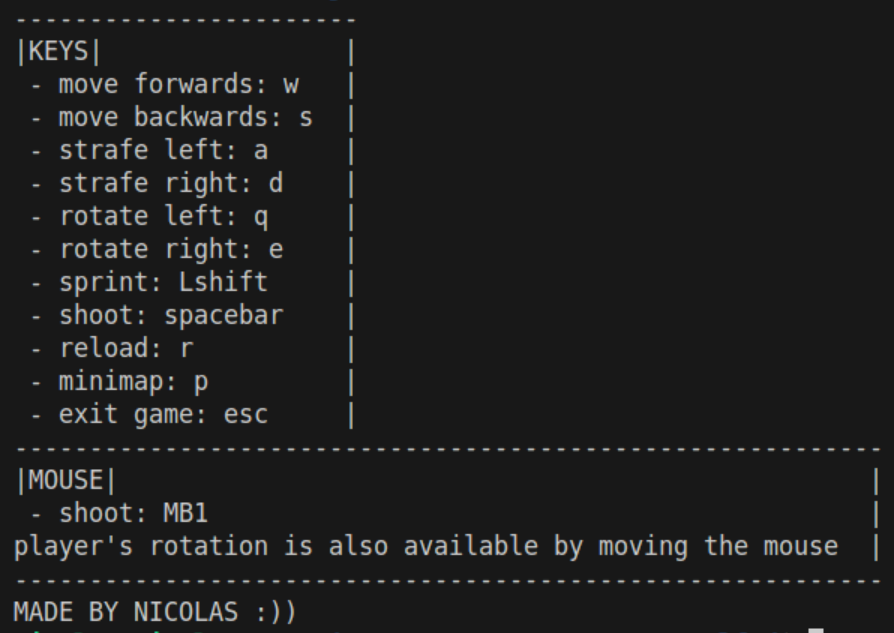 -----------------------
|KEYS|                |
 - move forwards: w   |
 - move backwards: s  |
 - strafe left: a     |
 - strafe right: d    |
 - rotate left: q     |
 - rotate right: e    |
 - sprint: Lshift     |
 - shoot: spacebar    |
 - reload: r          |
 - minimap: p         |
 - exit game: esc     |
----------------------------------------------------------
|MOUSE|                                                  |
 - shoot: MB1                                            |
player's rotation is also available by moving the mouse  |
----------------------------------------------------------
MADE BY NICOLAS :))